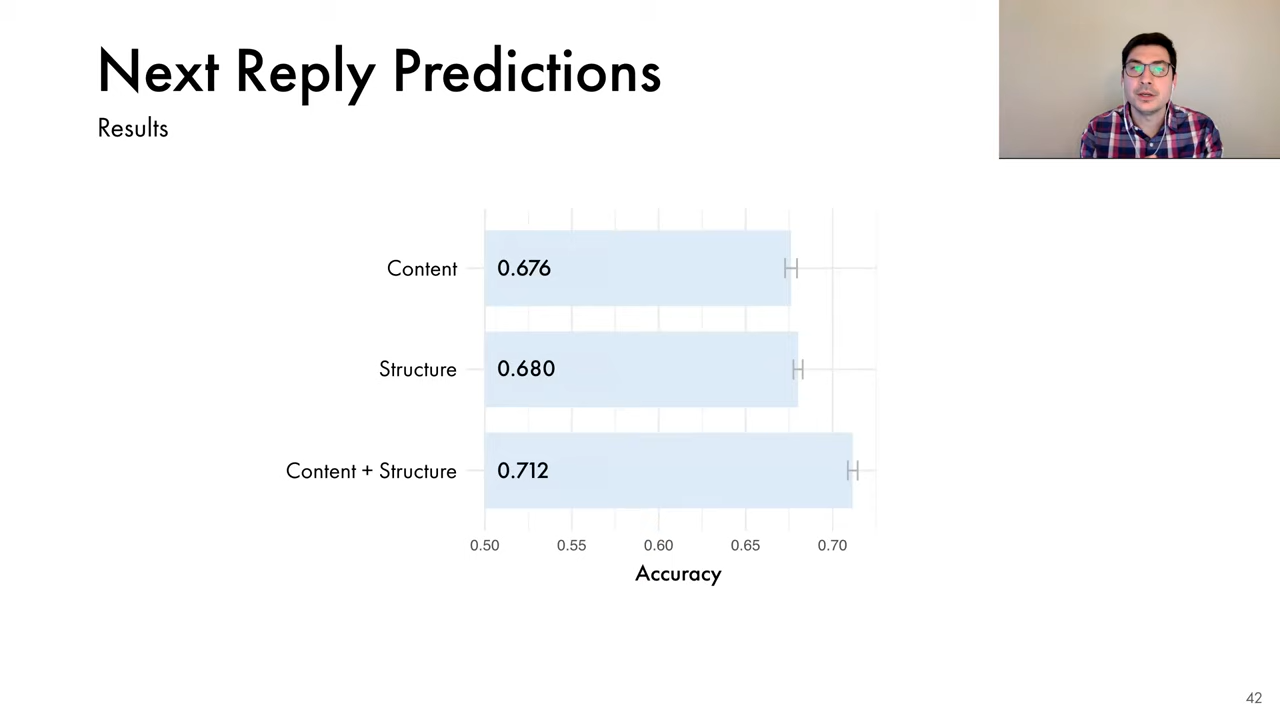 Next Reply Predictions
Results
Content
0.676
Structure
0.680
Content + Structure
0.712
0.50 0.55 0.60 0.65 0.70
Accuracy
42